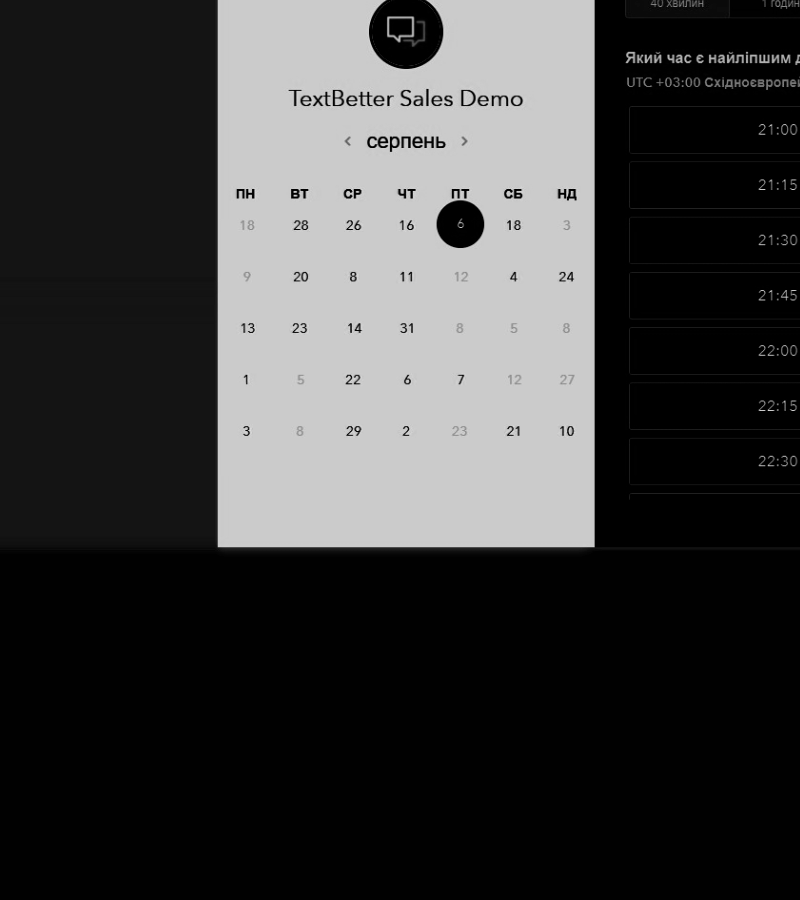 TextBetter Sales Demo
‹ серпень ›
ПН ВТ СР ЧТ ПТ СБ НД
18 28 26 16 6 18 3
9 20 8 11 12 4 24
13 23 14 31 8 5 8
1 5 22 6 7 12 27
3 8 29 2 23 21 10
40 хвилин 1 годин
Який час є найліпшим д
UTC +03:00 Східноєвропей
21:00
21:15
21:30
21:45
22:00
22:15
22:30